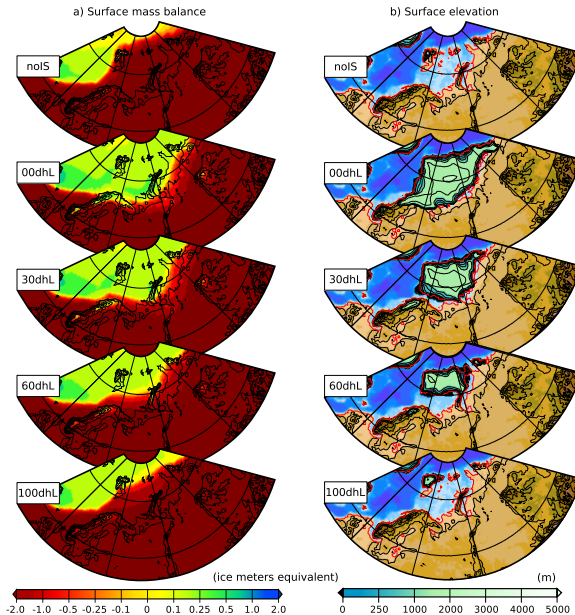 a) Surface mass balance
b) Surface elevation
noIS
noIS
00dhL
00dhL
30dhL
30dhL
60dhL
60dhL
100dhL
100dhL
(ice meters equivalent)
(m)
-2.0 -1.0 -0.5 -0.25 -0.1 0 0.1 0.25 0.5 1.0 2.0
0 250 1000 2000 3000 4000 5000